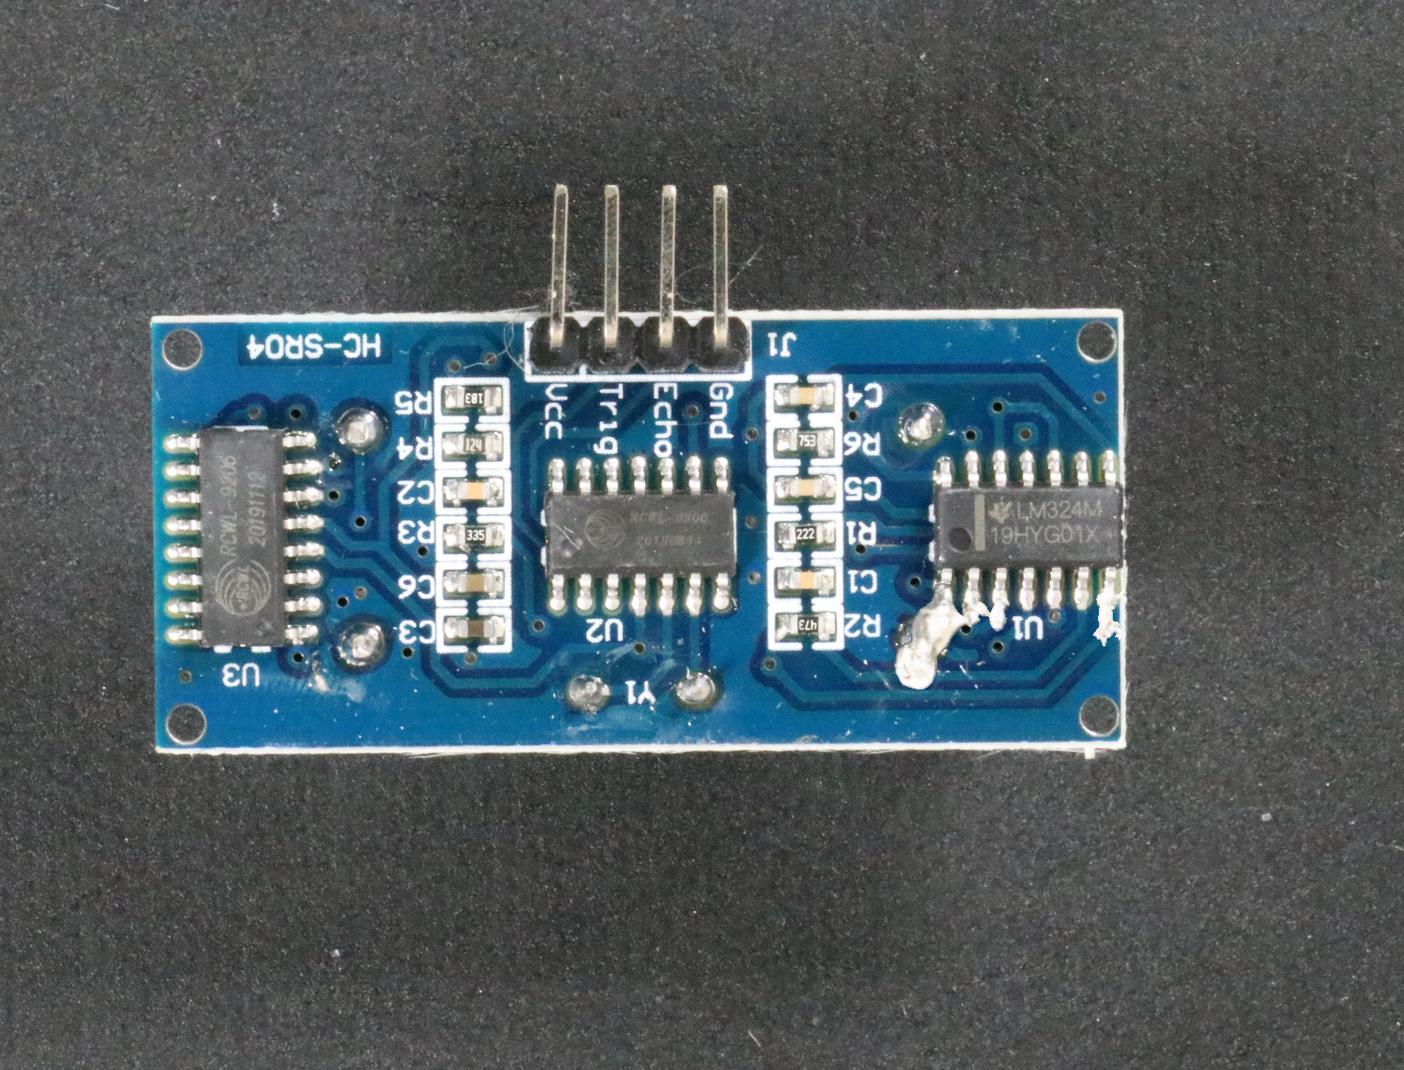 HC-SR04
J1
Vcc
Trig
Echo
Gnd
R5
183
R4
124
C2
R3
335
C6
C3
C4
R6
753
C5
R1
222
C1
R2
473
RCWL-9206
20191112
RCWL
U3
U2
Y1
LM324M
19HYG01X
U1